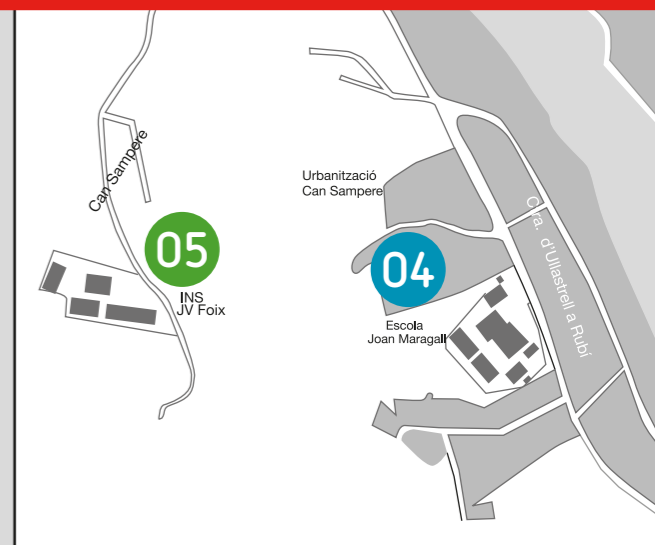 Can Sampere
Urbanització
Can Sampere
05
04
INS
JV Foix
Escola
Joan Maragall
Ctra. d'Ullastrell a Rubí